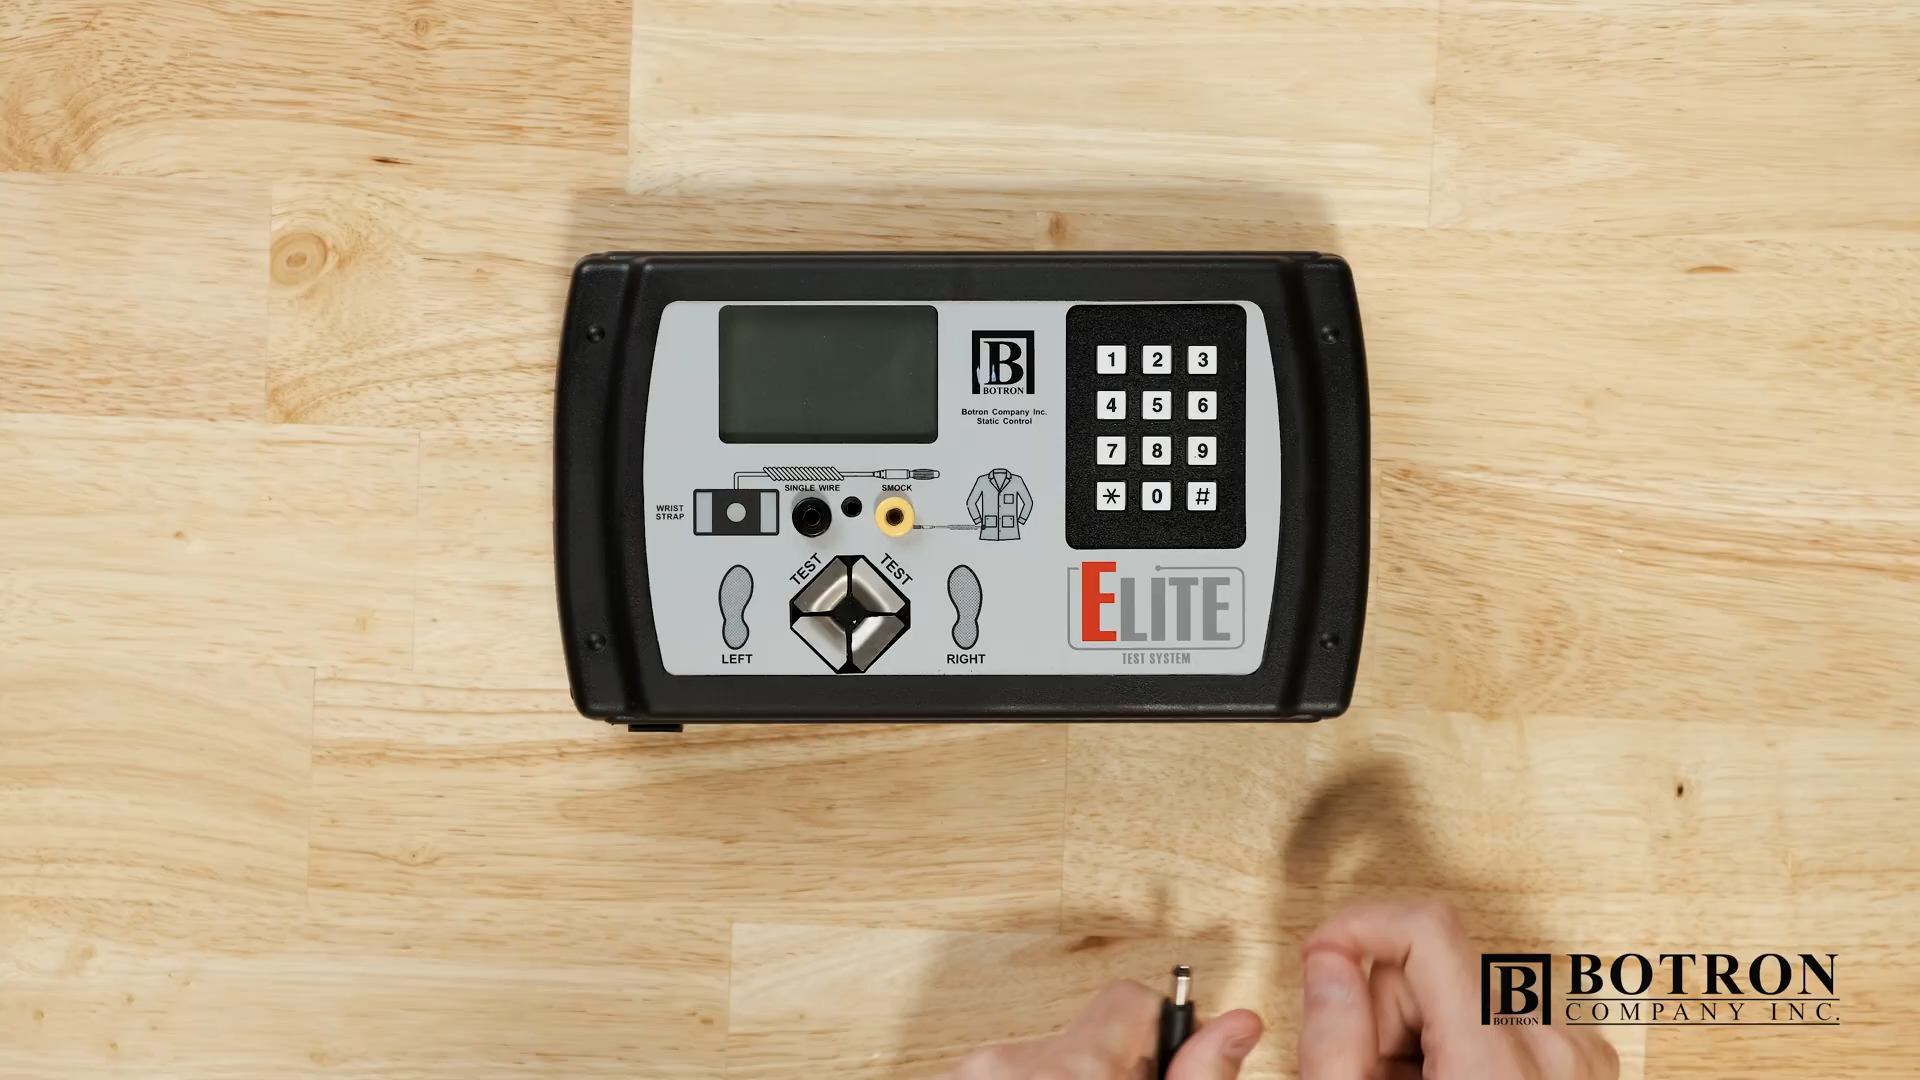 B
BOTRON
Botron Company Inc.
Static Control
1 2 3
4 5 6
7 8 9
* 0 #
SINGLE WIRE
SMOCK
WRIST
STRAP
TEST
TEST
LEFT
RIGHT
ELITE
TEST SYSTEM
B
BOTRON
BOTRON
COMPANY INC.